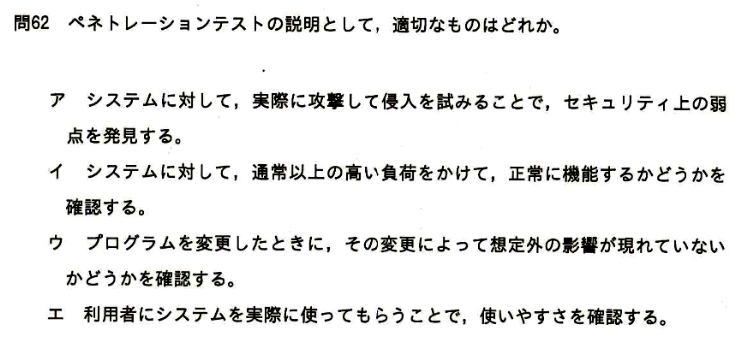 問62 ペネトレーションテストの説明として，適切なものはどれか。
ア システムに対して，実際に攻撃して侵入を試みることで，セキュリティ上の弱
点を発見する。
イ システムに対して，通常以上の高い負荷をかけて，正常に機能するかどうかを
確認する。
ウ プログラムを変更したときに，その変更によって想定外の影響が現れていない
かどうかを確認する。
エ 利用者にシステムを実際に使ってもらうことで，使いやすさを確認する。